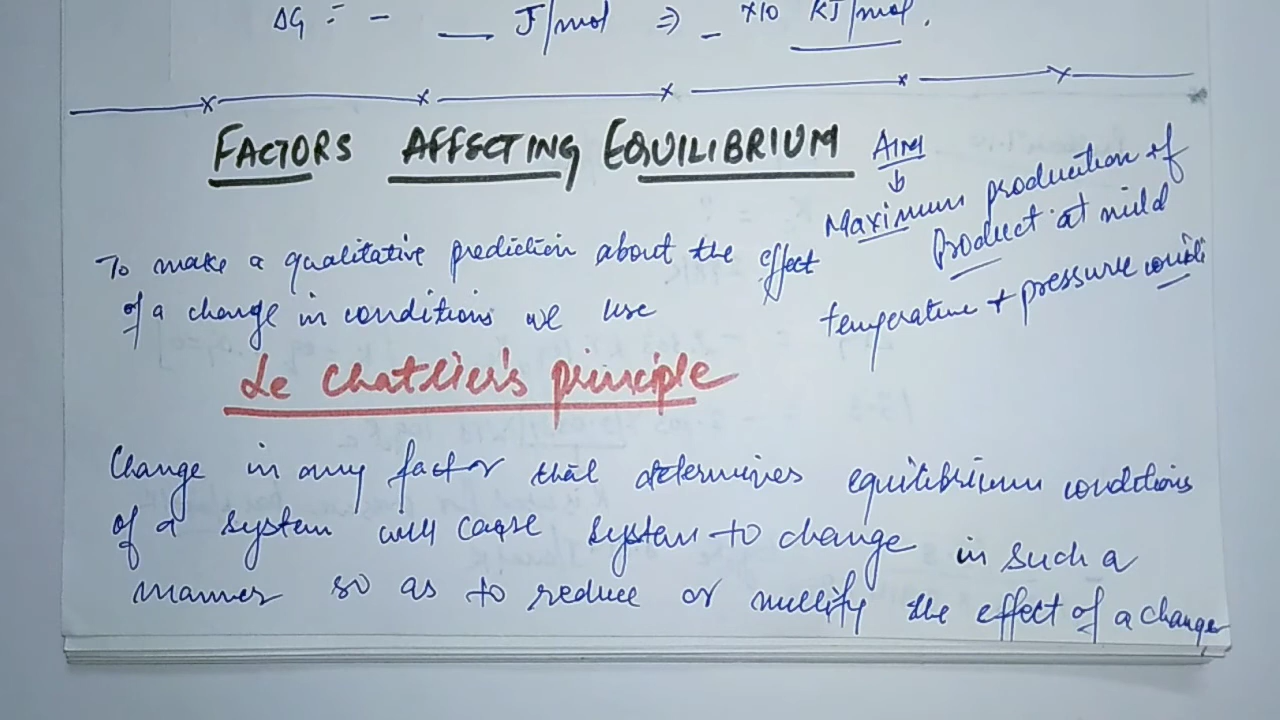 ΔG = - __ J/mol ⇒ - ×10 KJ/mol.
FACTORS AFFECTING EQUILIBRIUM
AIM
↓
Maximum production of
Product at mild
temperature + pressure
To make a qualitative prediction about the effect
of a change in conditions we use
Le Chatlier's principle
Change in any factor that determines equilibrium conditions
of a system will cause system to change in such a
manner so as to reduce or nullify the effect of a change